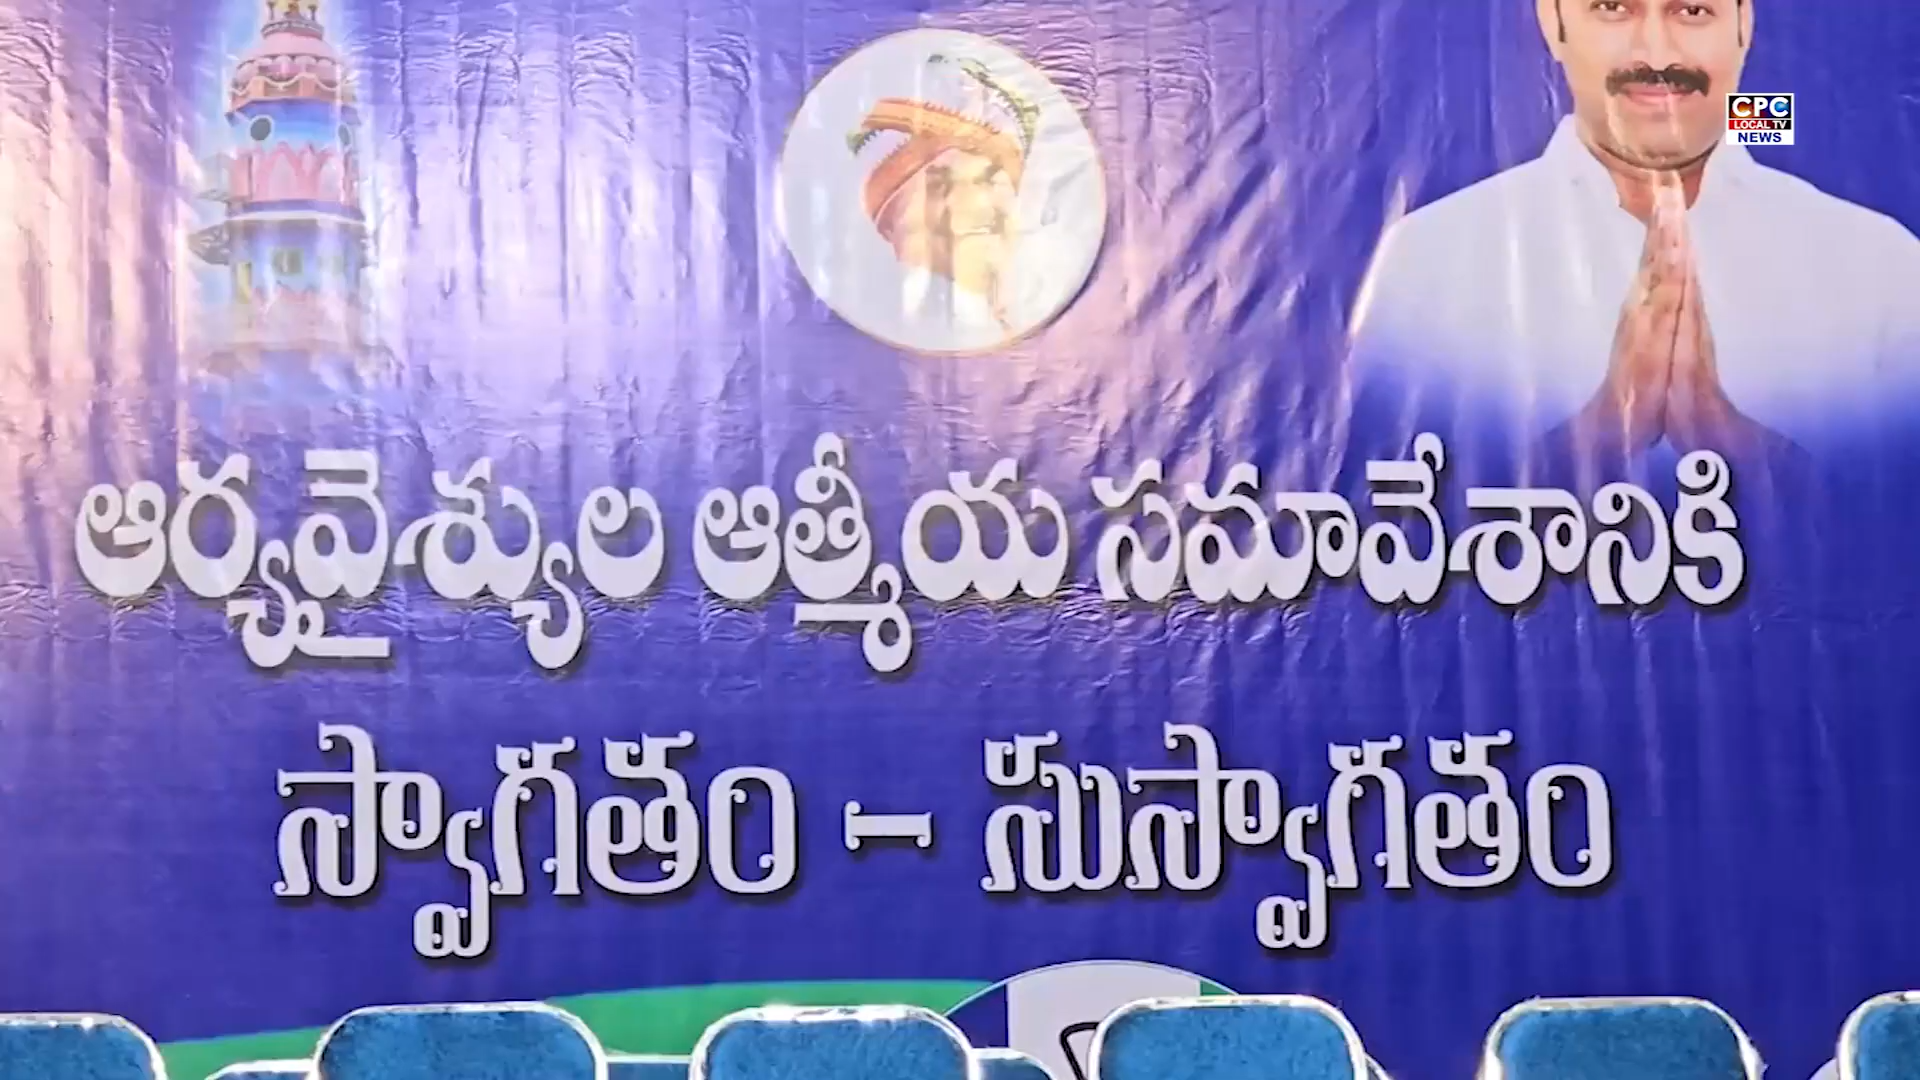 CPC
LOCAL TV
NEWS
ఆర్యవైశ్యుల ఆత్మీయ సమావేశానికి
స్వాగతం - సుస్వాగతం